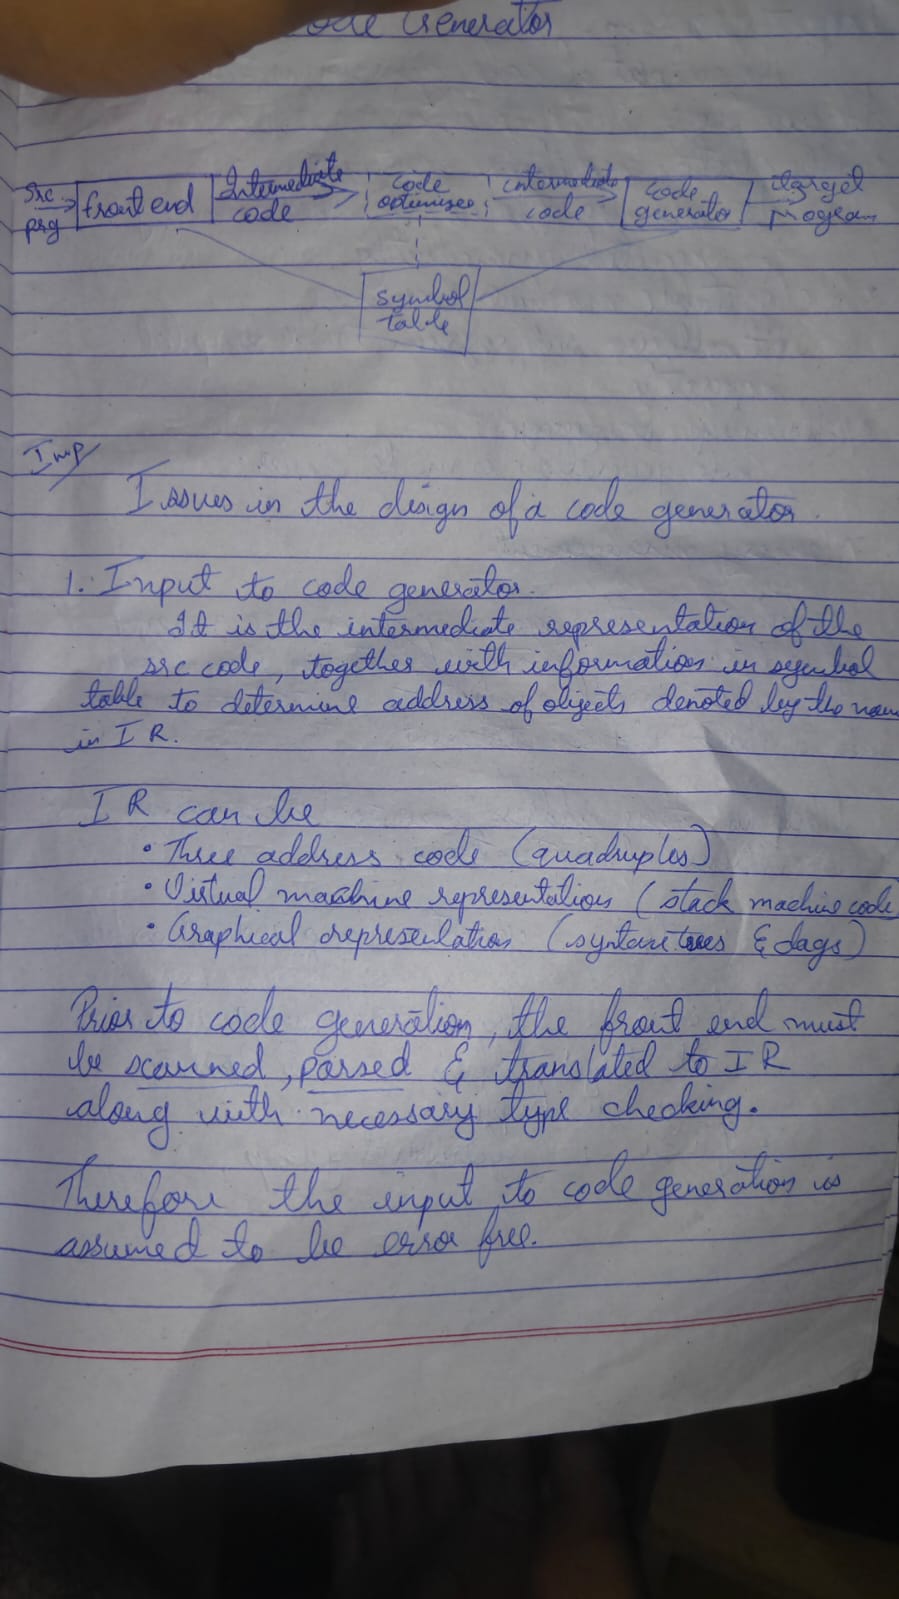 Code Generator
src prg
front end
Intermediate code
code optimizer
intermediate code
code generator
target program
symbol table
Imp
Issues in the design of a code generator.
1. Input to code generator.
It is the intermediate representation of the
src code, together with information in symbol
table to determine address of objects denoted by the
in IR.
IR can be
• Three address code (quadruples)
• Virtual machine representation (stack machine code
• Graphical representation (syntax trees & dags)
Prior to code generation, the front end must
be scanned, parsed & translated to IR
along with necessary type checking.
Therefore the input to code generation is
assumed to be error free.